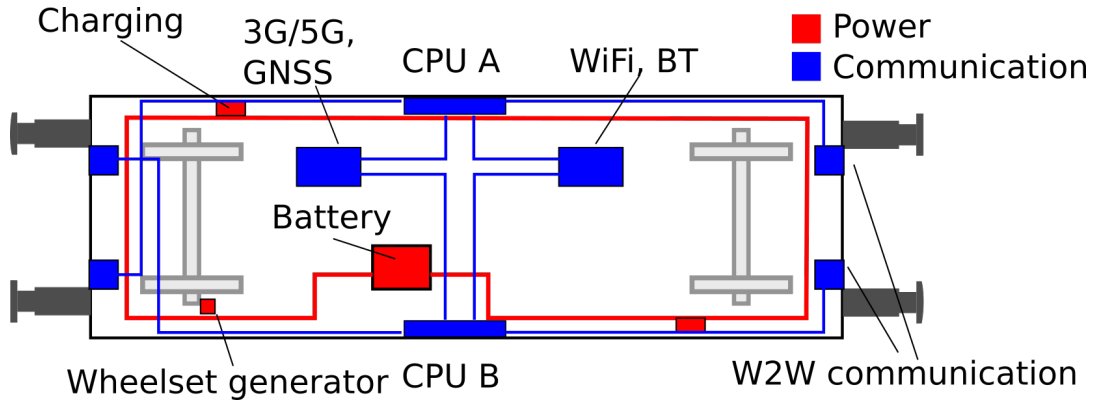 Charging
3G/5G,
GNSS
CPU A
WiFi, BT
Power
Communication
Battery
Wheelset generator
CPU B
W2W communication